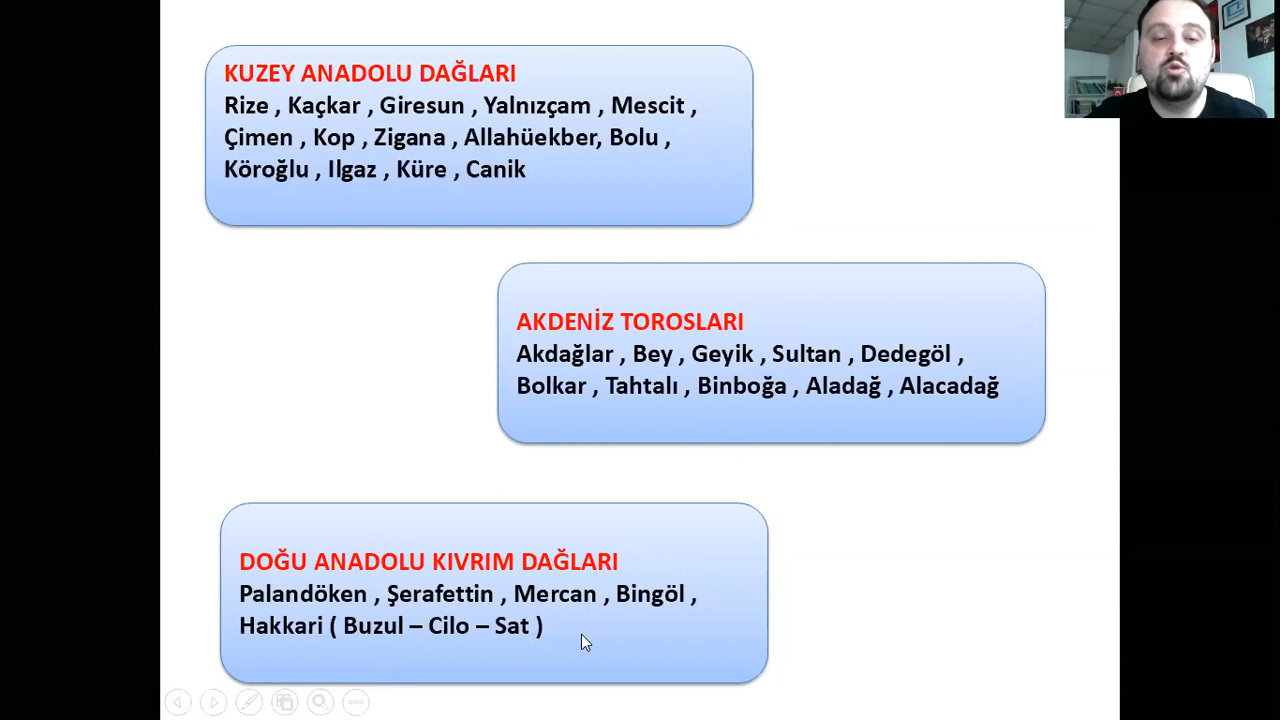 KUZEY ANADOLU DAĞLARI
Rize , Kaçkar , Giresun , Yalnızçam , Mescit ,
Çimen , Kop , Zigana , Allahüekber, Bolu ,
Köroğlu , Ilgaz , Küre , Canik
AKDENİZ TOROSLARI
Akdağlar , Bey , Geyik , Sultan , Dedegöl ,
Bolkar , Tahtalı , Binboğa , Aladağ , Alacadağ
DOĞU ANADOLU KIVRIM DAĞLARI
Palandöken , Şerafettin , Mercan , Bingöl ,
Hakkari ( Buzul – Cilo – Sat )